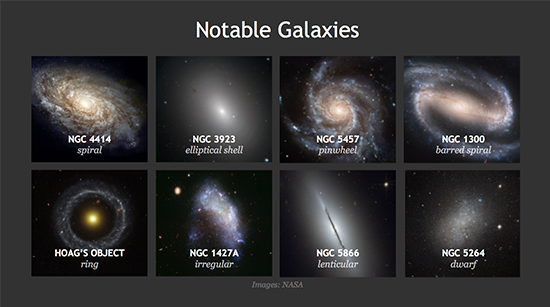 Notable Galaxies
NGC 4414
spiral
NGC 3923
elliptical shell
NGC 5457
pinwheel
NGC 1300
barred spiral
HOAG'S OBJECT
ring
NGC 1427A
irregular
NGC 5866
lenticular
NGC 5264
dwarf
Images: NASA